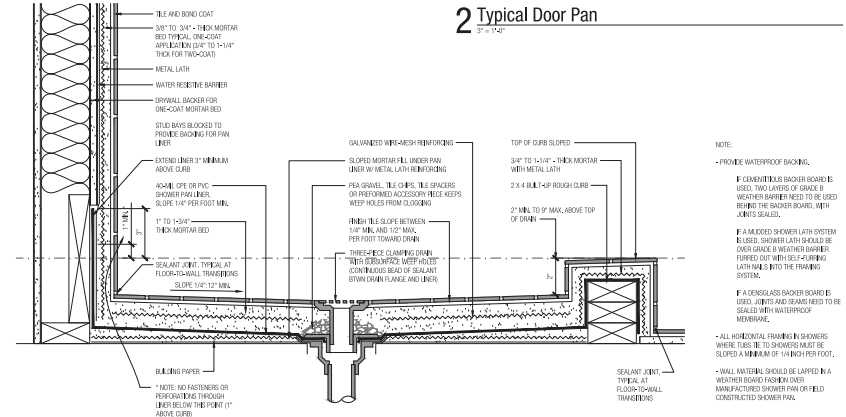 2 Typical Door Pan
3" = 1'-0"
TILE AND BOND COAT
3/8" TO 3/4" - THICK MORTAR
BED TYPICAL, ONE-COAT
APPLICATION (3/4" TO 1-1/4"
THCK FOR TWO-COAT)
METAL LATH
WATER RESISTIVE BARRIER
DRYWALL BACKER FOR
ONE-COAT MORTAR BED
STUD BAYS BLOCKED TO
PROVIDE BACKING FOR PAN
LINER
EXTEND LINER 3" MINIMUM
ABOVE CURB
40-MIL CPE OR PVC
SHOWER PAN LINER,
SLOPE 1/4" PER FOOT MIN.
1" TO 1-3/4"
THICK MORTAR BED
1" MIN.
3"
SEALANT JOINT, TYPICAL AT
FLOOR-TO-WALL TRANSITIONS
SLOPE 1/4":12" MIN.
BUILDING PAPER
* NOTE: NO FASTENERS OR
PERFORATIONS THROUGH
LINER BELOW THIS POINT (1"
ABOVE CURB)
GALVANIZED WIRE-MESH REINFORCING
SLOPED MORTAR FILL UNDER PAN
LINER W/ METAL LATH REINFORCING
PEA GRAVEL, TILE CHIPS, TILE SPACERS
OR PREFORMED ACCESSORY PIECE KEEPS
WEEP HOLES FROM CLOGGING
FINISH TILE SLOPE BETWEEN
1/4" MIN. AND 1/2" MAX.
PER FOOT TOWARD DRAIN
THREE-PIECE CLAMPING DRAIN
WITH SUBSURFACE WEEP HOLES
(CONTINUOUS BEAD OF SEALANT
BTWN DRAIN FLANGE AND LINER)
TOP OF CURB SLOPED
3/4" TO 1-1/4" - THICK MORTAR
WITH METAL LATH
2 X 4 BUILT-UP ROUGH CURB
2" MIN. TO 9" MAX. ABOVE TOP
OF DRAIN
2"
SEALANT JOINT,
TYPICAL AT
FLOOR-TO-WALL
TRANSITIONS
NOTE:
- PROVIDE WATERPROOF BACKING.
IF CEMENTITIOUS BACKER BOARD IS
USED, TWO LAYERS OF GRADE B
WEATHER BARRIER NEED TO BE USED
BEHIND THE BACKER BOARD, WITH
JOINTS SEALED.
IF A MUDDED SHOWER LATH SYSTEM
IS USED, SHOWER LATH SHOULD BE
OVER GRADE B WEATHER BARRIER
FURRED OUT WITH SELF-FURRING
LATH NAILS INTO THE FRAMING
SYSTEM.
IF A DENSGLASS BACKER BOARD IS
USED, JOINTS AND SEAMS NEED TO BE
SEALED WITH WATERPROOF
MEMBRANE.
- ALL HORIZONTAL FRAMING IN SHOWERS
WHERE TUBS TIE TO SHOWERS MUST BE
SLOPED A MINIMUM OF 1/4 INCH PER FOOT.
- WALL MATERIAL SHOULD BE LAPPED IN A
WEATHER BOARD FASHION OVER
MANUFACTURED SHOWER PAN OR FIELD
CONSTRUCTED SHOWER PAN.